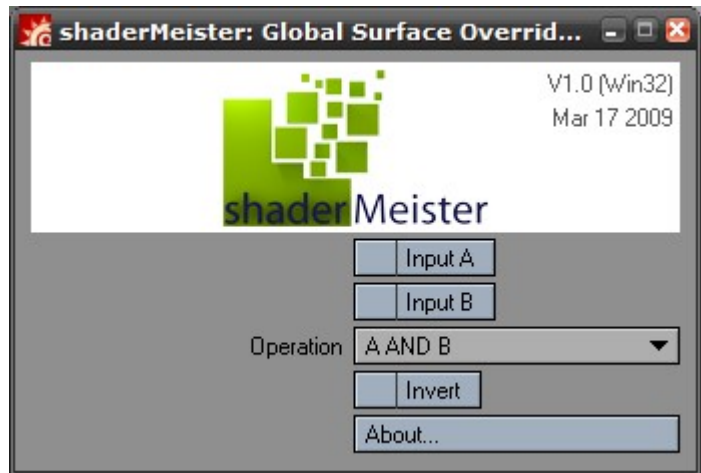 shaderMeister: Global Surface Overrid...
V1.0 (Win32)
Mar 17 2009
shaderMeister
Input A
Input B
Operation A AND B
Invert
About...